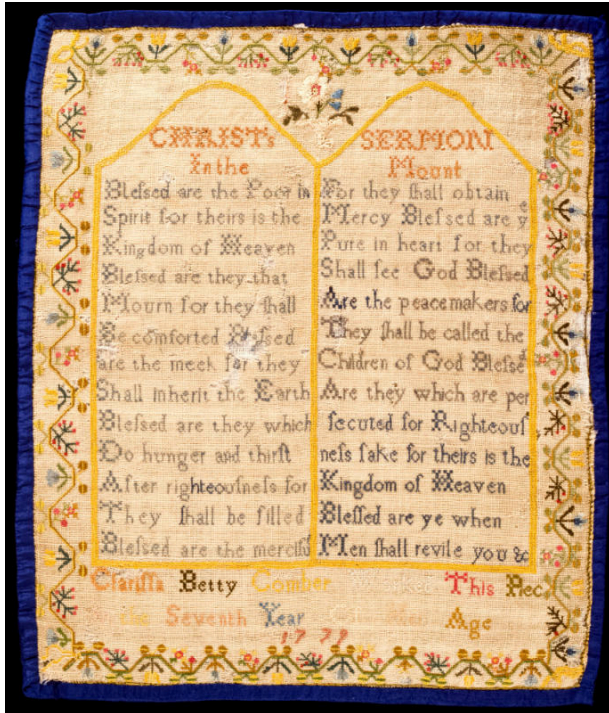 CHRISTs
In the
Bleſsed are the Poor in
Spirit for theirs is the
Kingdom of Heaven
Bleſsed are they that
Mourn for they ſhall
Be comforted Bleſsed
are the meek for they
Shall inherit the Earth
Bleſsed are they which
Do hunger and thirſt
After righteouſneſs for
They ſhall be filled
Bleſsed are the merciful
SERMON
Mount
For they ſhall obtain
Mercy Bleſsed are yͤ
Pure in heart for they
Shall ſee God Bleſsed
Are the peacemakers for
They ſhall be called the
Children of God Bleſse
Are they which are per
ſecuted for Righteouſ
neſs ſake for theirs is the
Kingdom of Heaven
Bleſſed are ye when
Men ſhall revile you &
Clariſſa Betty Comber This Piec
the Seventh Year Age
1779